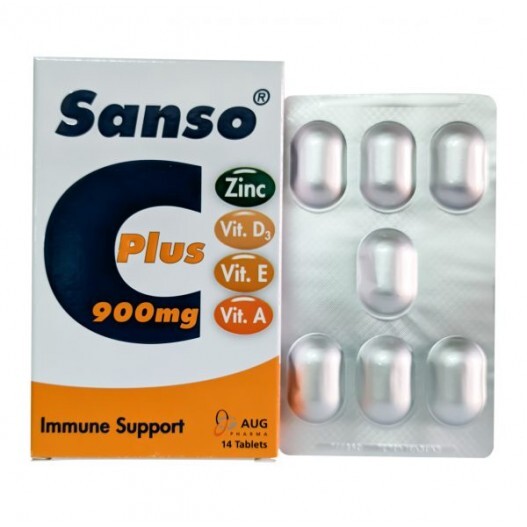 Sanso®
C
Plus
900mg
Zinc
Vit. D3
Vit. E
Vit. A
Immune Support
AUG
PHARMA
14 Tablets